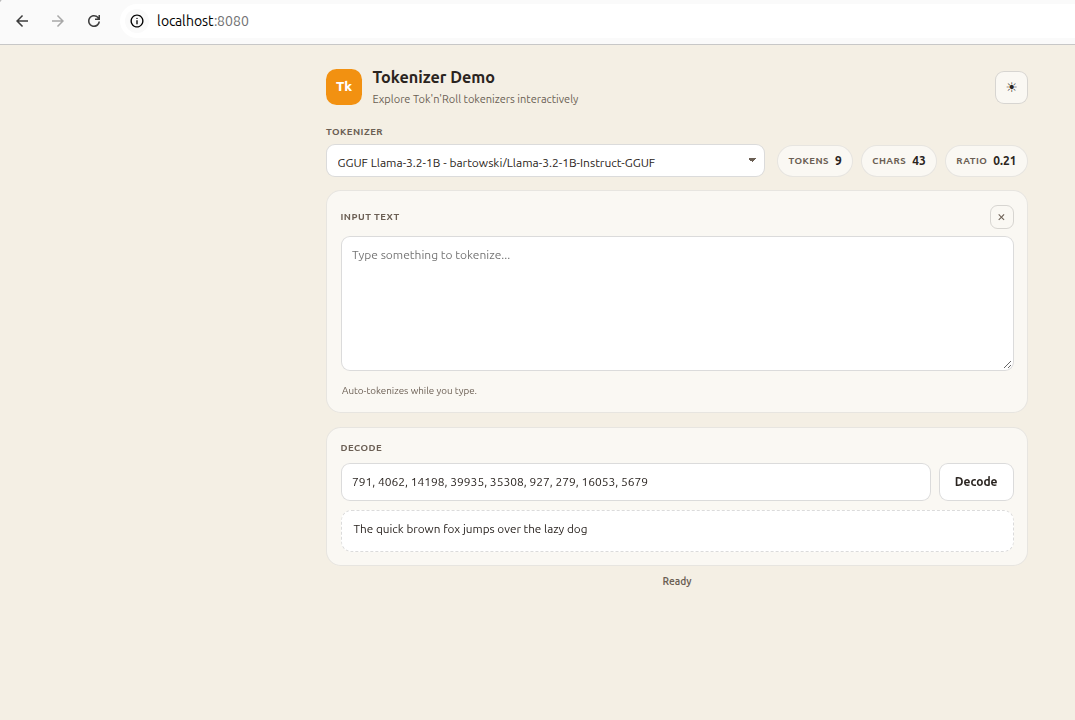 localhost:8080
Tk
Tokenizer Demo
Explore Tok'n'Roll tokenizers interactively
TOKENIZER
GGUF Llama-3.2-1B - bartowski/Llama-3.2-1B-Instruct-GGUF
TOKENS 9
CHARS 43
RATIO 0.21
INPUT TEXT
Type something to tokenize...
Auto-tokenizes while you type.
DECODE
791, 4062, 14198, 39935, 35308, 927, 279, 16053, 5679
Decode
The quick brown fox jumps over the lazy dog
Ready